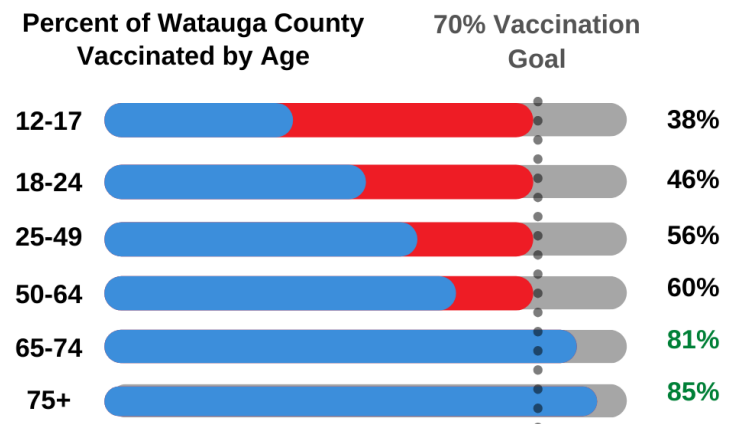 Percent of Watauga County
Vaccinated by Age
70% Vaccination
Goal
12-17 38%
18-24 46%
25-49 56%
50-64 60%
65-74 81%
75+ 85%